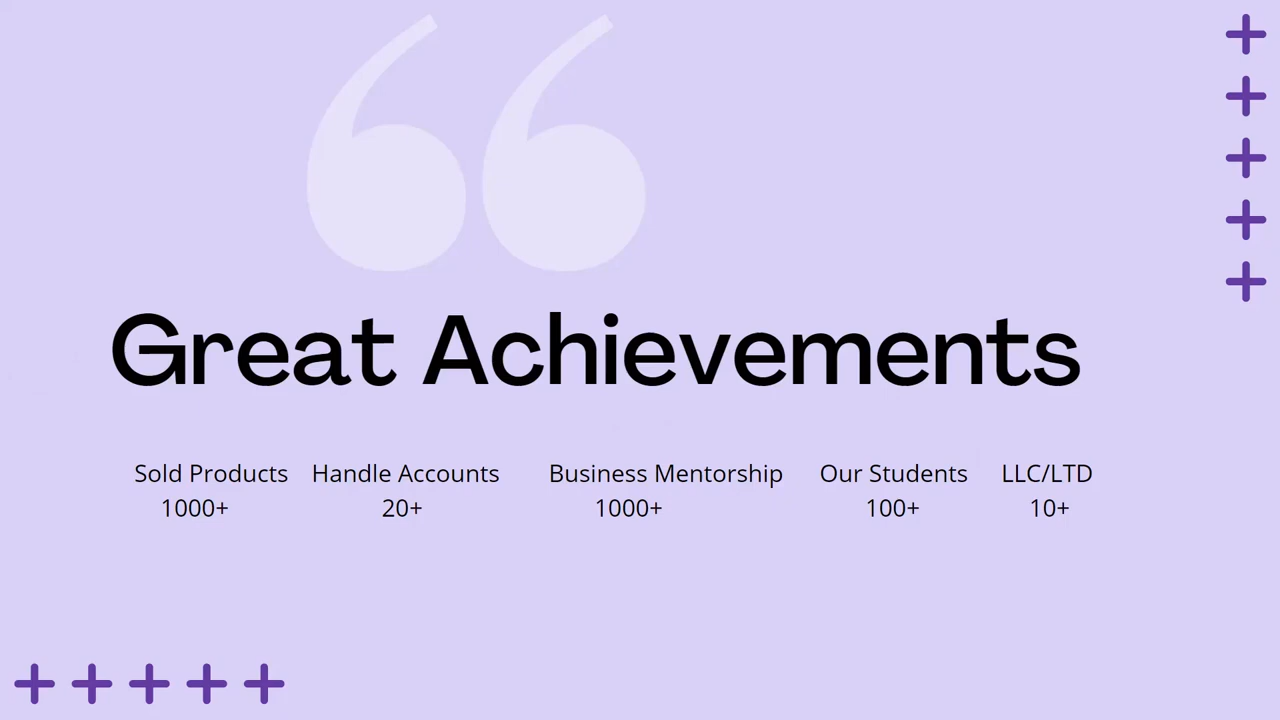 Great Achievements
Sold Products Handle Accounts Business Mentorship Our Students LLC/LTD
1000+ 20+ 1000+ 100+ 10+